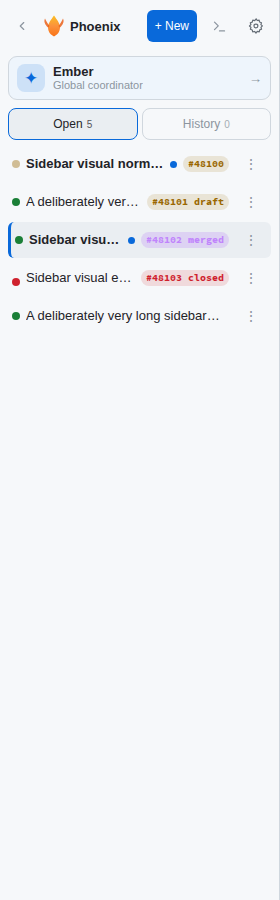 Phoenix
+ New
Ember
Global coordinator
Open 5
History 0
Sidebar visual norm… #48100
A deliberately ver… #48101 draft
Sidebar visu… #48102 merged
Sidebar visual e… #48103 closed
A deliberately very long sidebar…